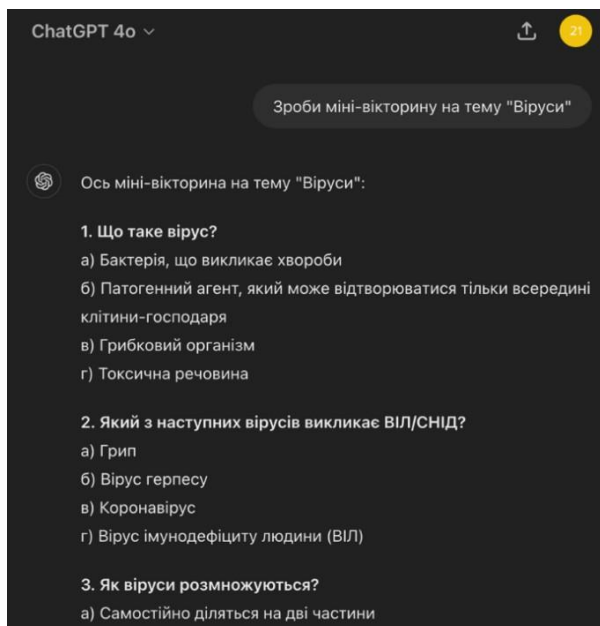 ChatGPT 4o
21
Зроби міні-вікторину на тему "Віруси"
Ось міні-вікторина на тему "Віруси":
1. Що таке вірус?
а) Бактерія, що викликає хвороби
б) Патогенний агент, який може відтворюватися тільки всередині
клітини-господаря
в) Грибковий організм
г) Токсична речовина
2. Який з наступних вірусів викликає ВІЛ/СНІД?
а) Грип
б) Вірус герпесу
в) Коронавірус
г) Вірус імунодефіциту людини (ВІЛ)
3. Як віруси розмножуються?
а) Самостійно діляться на дві частини